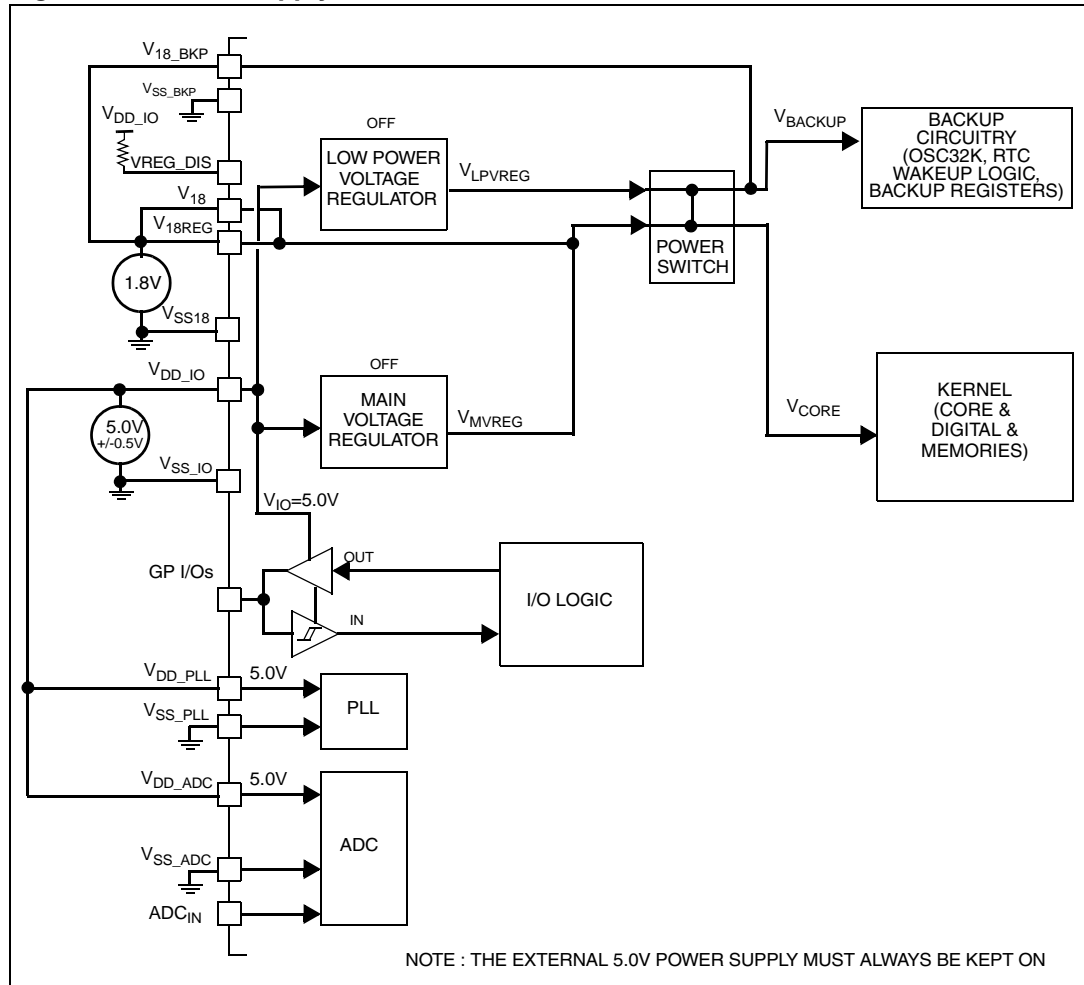 V18_BKP
VSS_BKP
VDD_IO
VREG_DIS
V18
V18REG
1.8V
VSS18
VDD_IO
5.0V
+/-0.5V
VSS_IO
GP I/Os
VDD_PLL
5.0V
VSS_PLL
VDD_ADC
5.0V
VSS_ADC
ADCIN
OFF
LOW POWER
VOLTAGE
REGULATOR
VLPVREG
OFF
MAIN
VOLTAGE
REGULATOR
VMVREG
VIO=5.0V
OUT
IN
I/O LOGIC
PLL
ADC
POWER
SWITCH
VBACKUP
BACKUP
CIRCUITRY
(OSC32K, RTC
WAKEUP LOGIC,
BACKUP REGISTERS)
VCORE
KERNEL
(CORE &
DIGITAL &
MEMORIES)
NOTE : THE EXTERNAL 5.0V POWER SUPPLY MUST ALWAYS BE KEPT ON